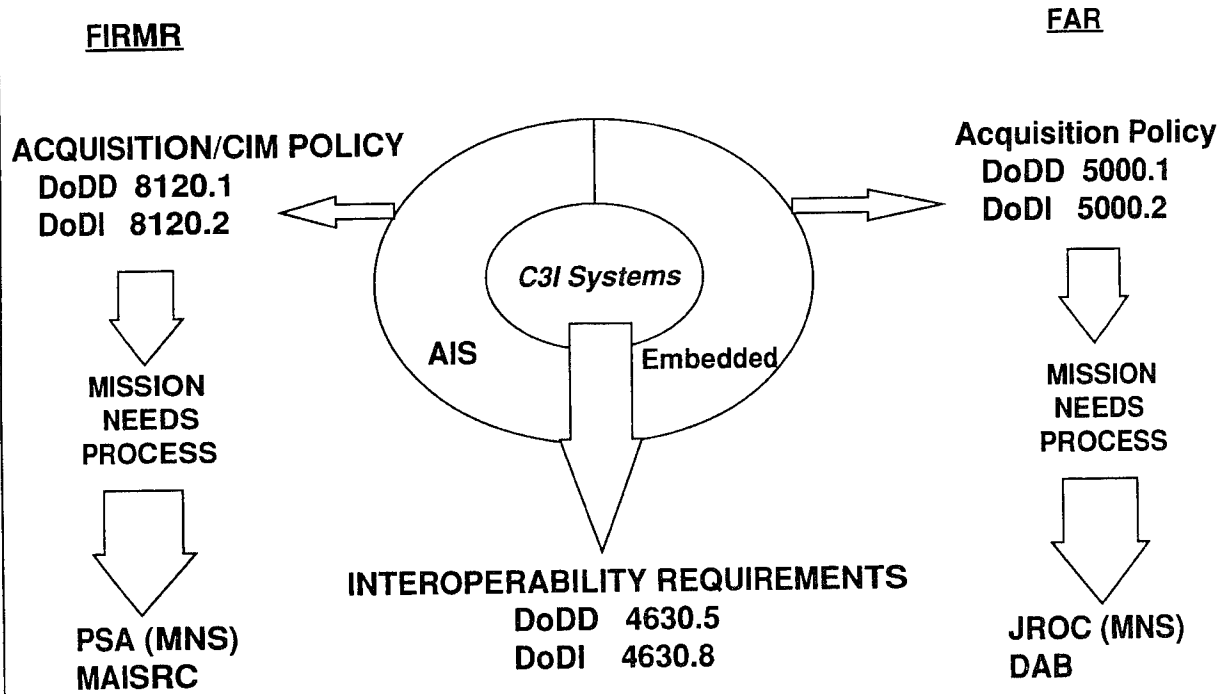 FIRMR
ACQUISITION/CIM POLICY
DoDD 8120.1
DoDI 8120.2
MISSION
NEEDS
PROCESS
PSA (MNS)
MAISRC
C3I Systems
AIS
Embedded
INTEROPERABILITY REQUIREMENTS
DoDD 4630.5
DoDI 4630.8
FAR
Acquisition Policy
DoDD 5000.1
DoDI 5000.2
MISSION
NEEDS
PROCESS
JROC (MNS)
DAB